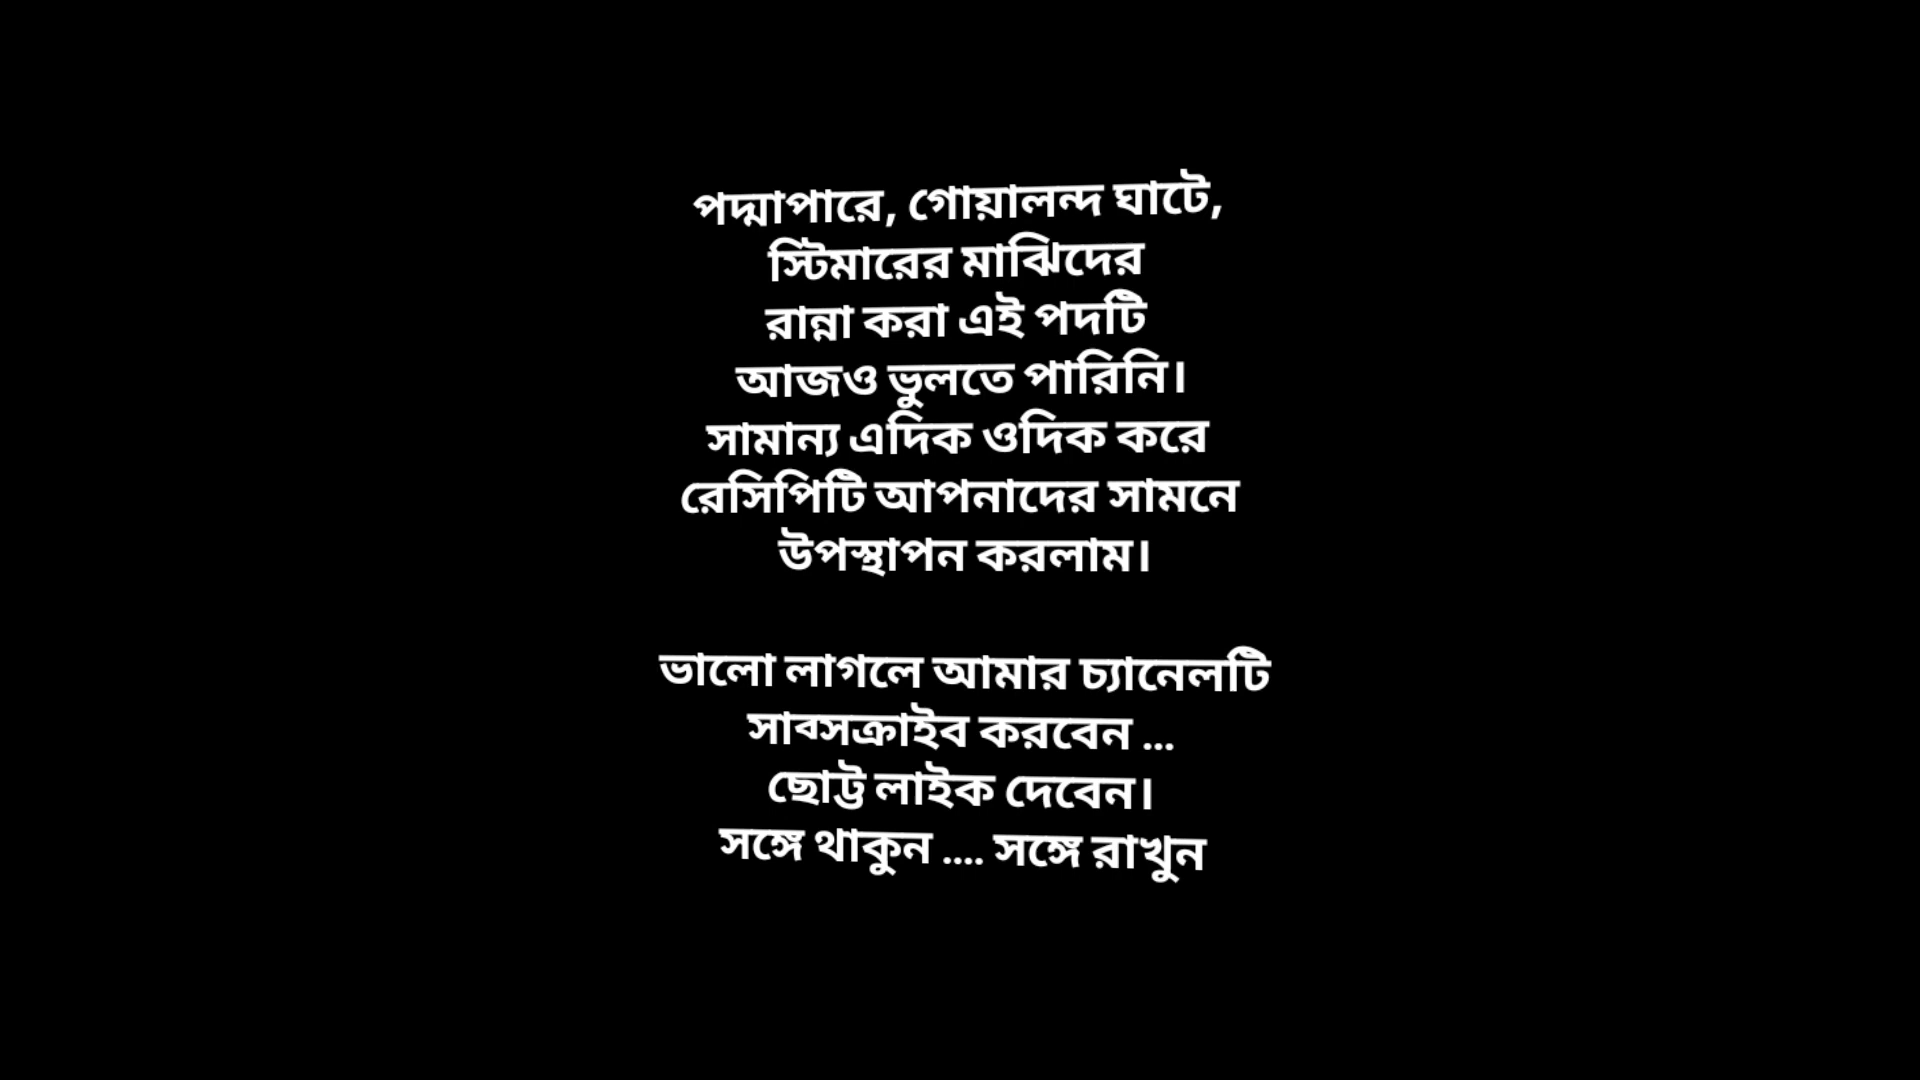 পদ্মাপারে, গোয়ালন্দ ঘাটে,
স্টিমারের মাঝিদের
রান্না করা এই পদটি
আজও ভুলতে পারিনি।
সামান্য এদিক ওদিক করে
রেসিপিটি আপনাদের সামনে
উপস্থাপন করলাম।
ভালো লাগলে আমার চ্যানেলটি
সাব্সক্রাইব করবেন ...
ছোট্ট লাইক দেবেন।
সঙ্গে থাকুন .... সঙ্গে রাখুন